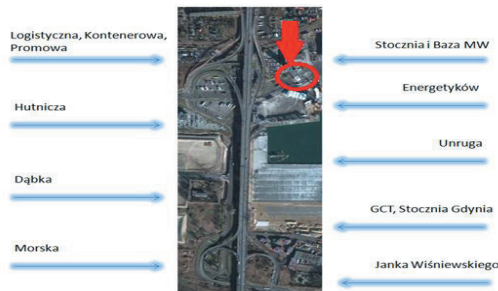 Logistyczna, Kontenerowa,
Promowa
Hutnicza
Dąbka
Morska
Stocznia i Baza MW
Energetyków
Unruga
GCT, Stocznia Gdynia
Janka Wiśniewskiego